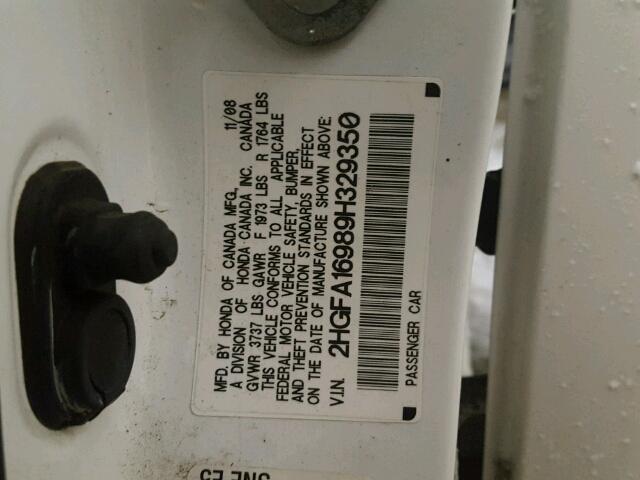 MFD. BY HONDA OF CANADA MFG. 11/08
A DIVISION OF HONDA CANADA INC. CANADA
GVWR 3737 LBS GAWR F 1973 LBS R 1764 LBS
THIS VEHICLE CONFORMS TO ALL APPLICABLE
FEDERAL MOTOR VEHICLE SAFETY, BUMPER,
AND THEFT PREVENTION STANDARDS IN EFFECT
ON THE DATE OF MANUFACTURE SHOWN ABOVE.
V.I.N. 2HGFA16989H329350
PASSENGER CAR